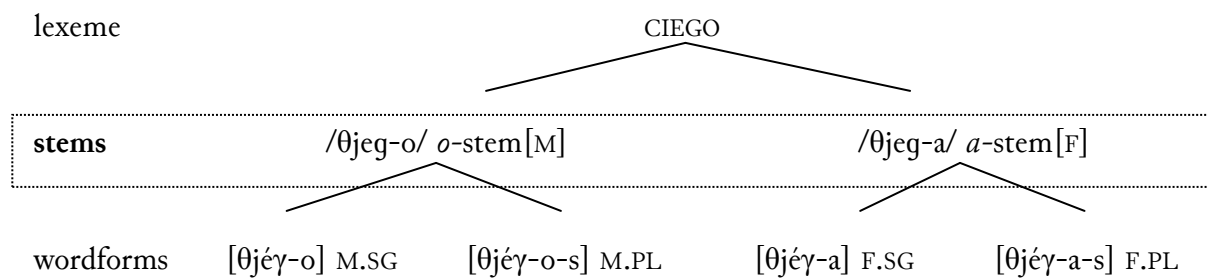 lexeme CIEGO
stems /θjeg-o/ o-stem[M] /θjeg-a/ a-stem[F]
wordforms [θjéɣ-o] M.SG [θjéɣ-o-s] M.PL [θjéɣ-a] F.SG [θjéɣ-a-s] F.PL